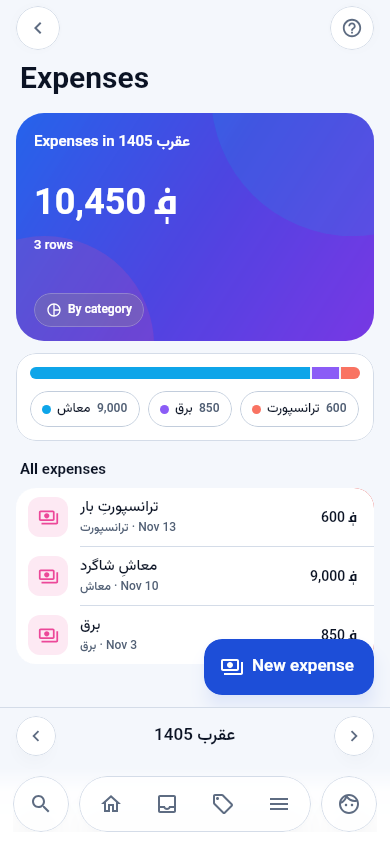 Expenses
Expenses in عقرب 1405
10,450 ؋
3 rows
By category
معاش 9,000
برق 850
ترانسپورت 600
All expenses
ترانسپورتِ بار
ترانسپورت · Nov 13
600 ؋
معاشِ شاگرد
معاش · Nov 10
9,000 ؋
برق
برق · Nov 3
850 ؋
New expense
عقرب 1405